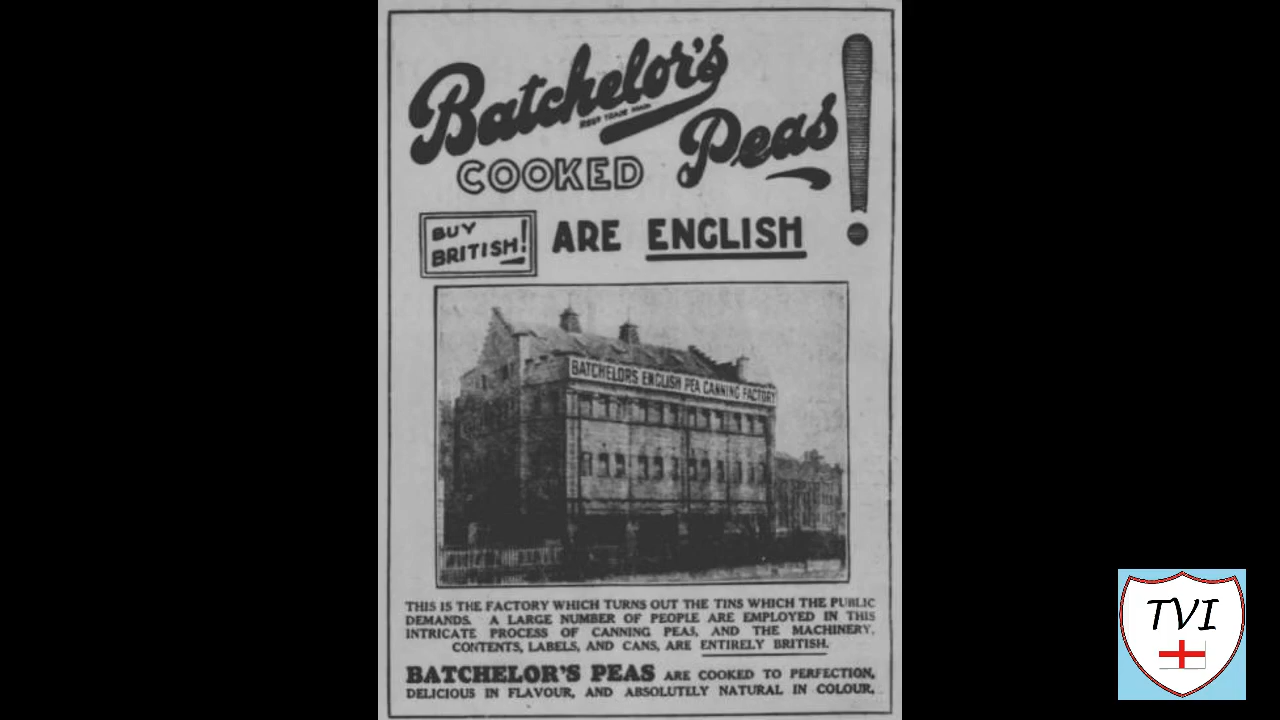 Batchelor's
REGD TRADE MARK
Peas!
COOKED
BUY
BRITISH!
ARE ENGLISH
BATCHELORS ENGLISH PEA CANNING FACTORY
THIS IS THE FACTORY WHICH TURNS OUT THE TINS WHICH THE PUBLIC
DEMANDS. A LARGE NUMBER OF PEOPLE ARE EMPLOYED IN THIS
INTRICATE PROCESS OF CANNING PEAS, AND THE MACHINERY,
CONTENTS, LABELS, AND CANS, ARE ENTIRELY BRITISH.
BATCHELOR'S PEAS ARE COOKED TO PERFECTION,
DELICIOUS IN FLAVOUR, AND ABSOLUTELY NATURAL IN COLOUR.
TVI